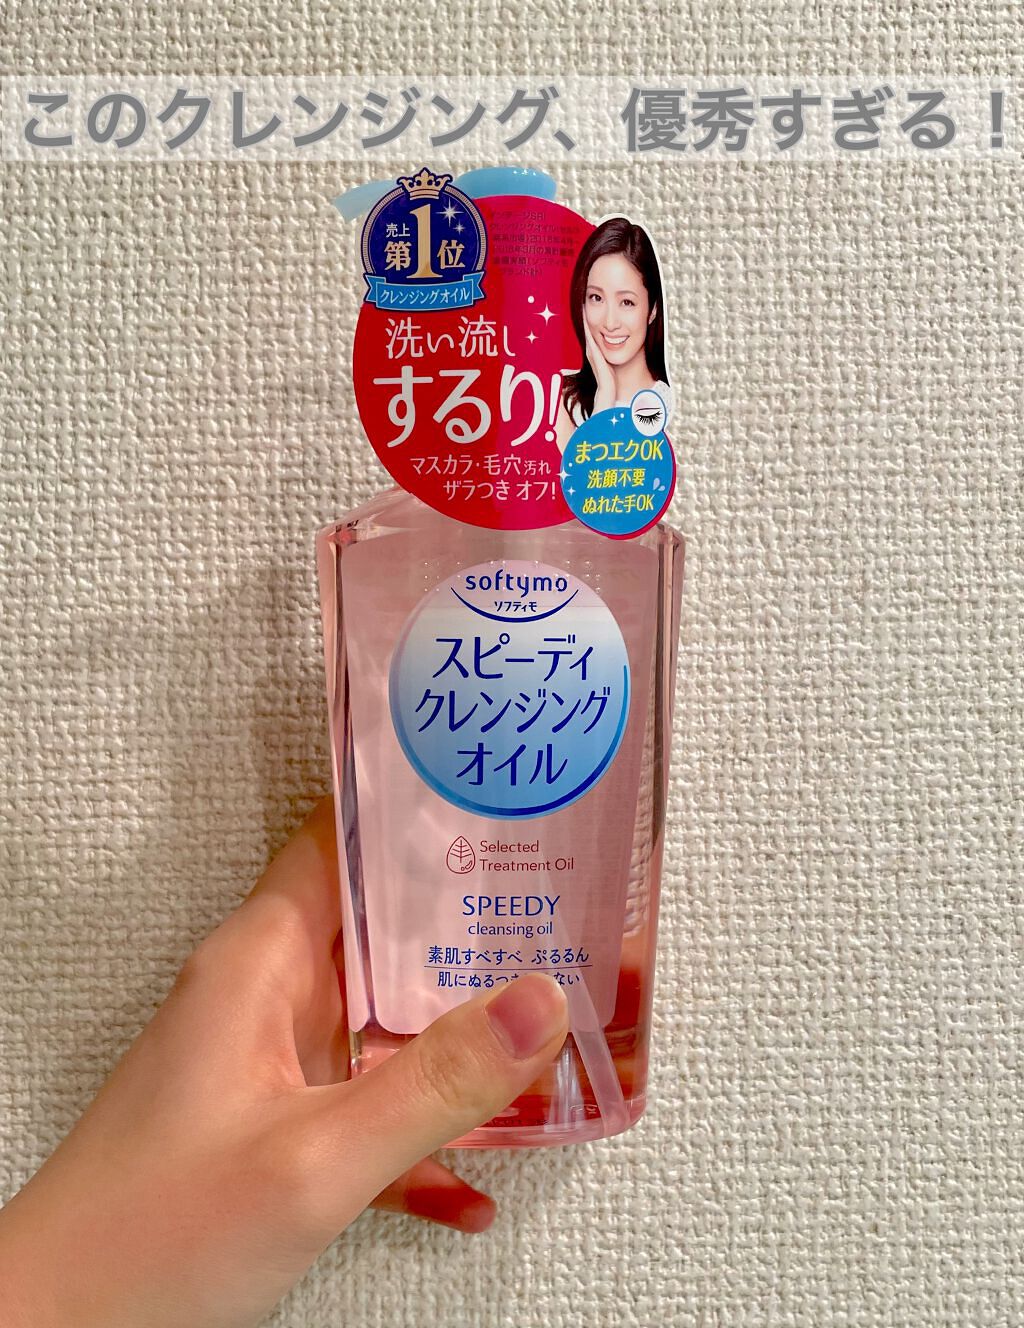 このクレンジング、優秀すぎる！
売上
第1位
クレンジングオイル
洗い流し
するり!
マスカラ・毛穴汚れ
ザラつき オフ!
まつエクOK
洗顔不要
ぬれた手OK
softymo
ソフティモ
スピーディ
クレンジング
オイル
Selected
Treatment Oil
SPEEDY
cleansing oil
素肌すべすべ ぷるるん